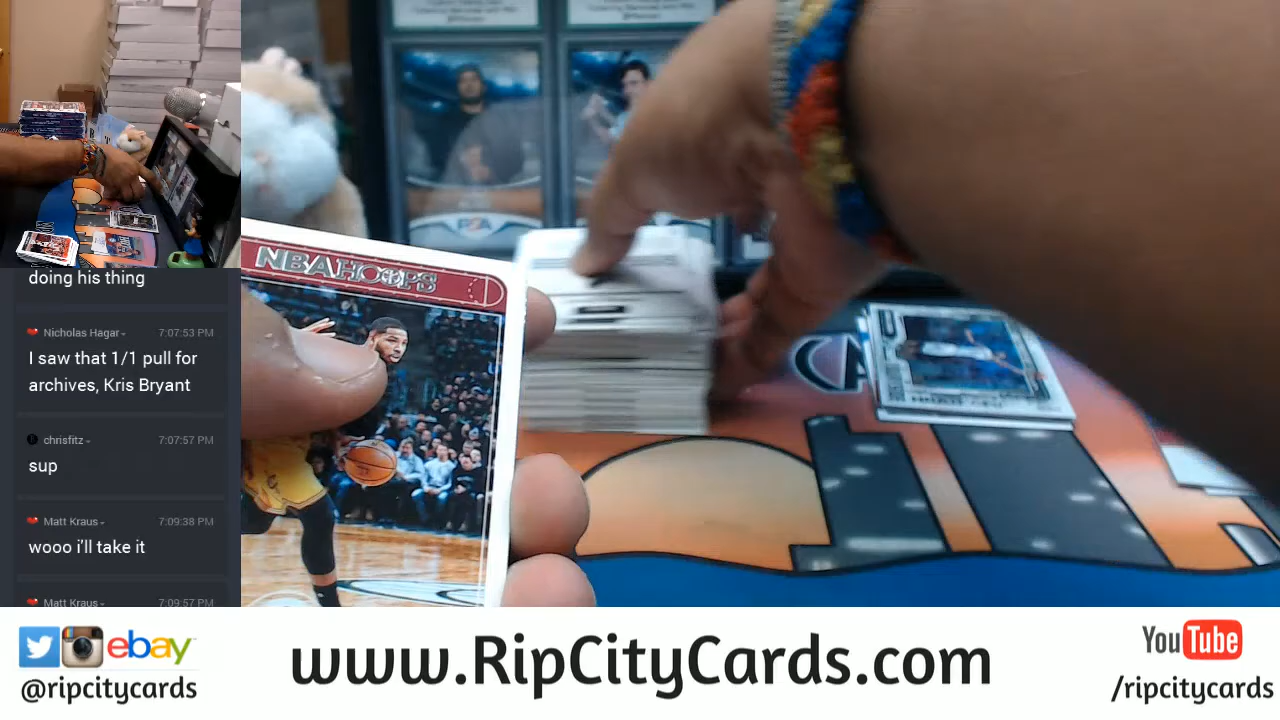 doing his thing
Nicholas Hagar 7:07:53 PM
I saw that 1/1 pull for
archives, Kris Bryant
chrisfitz 7:07:57 PM
sup
Matt Kraus 7:09:38 PM
wooo i'll take it
Matt Kraus 7:09:57 PM
NBA HOOPS
CA
ebay
@ripcitycards
www.RipCityCards.com
YouTube
/ripcitycards